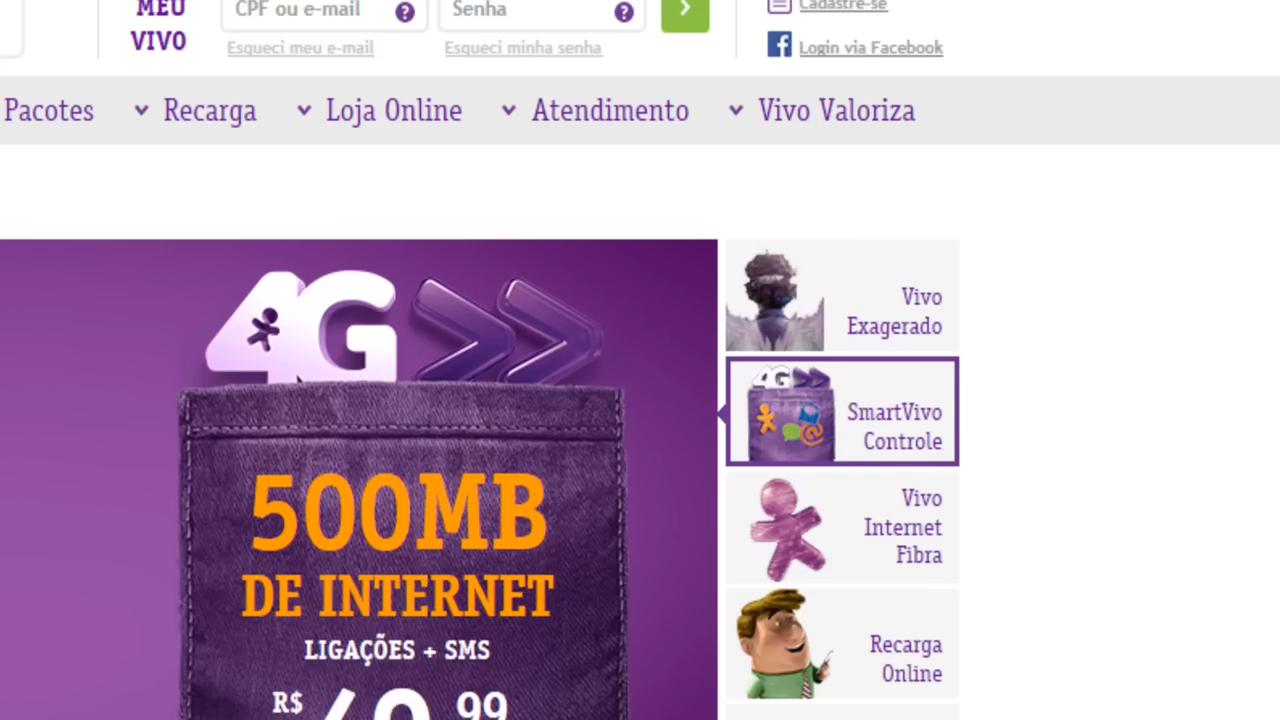 MEU
VIVO
CPF ou e-mail
?
Senha
?
Esqueci meu e-mail
Esqueci minha senha
Cadastre-se
Login via Facebook
Pacotes
Recarga
Loja Online
Atendimento
Vivo Valoriza
4G
500MB
DE INTERNET
LIGAÇÕES + SMS
R$
,99
Vivo
Exagerado
4G
SmartVivo
Controle
Vivo
Internet
Fibra
Recarga
Online